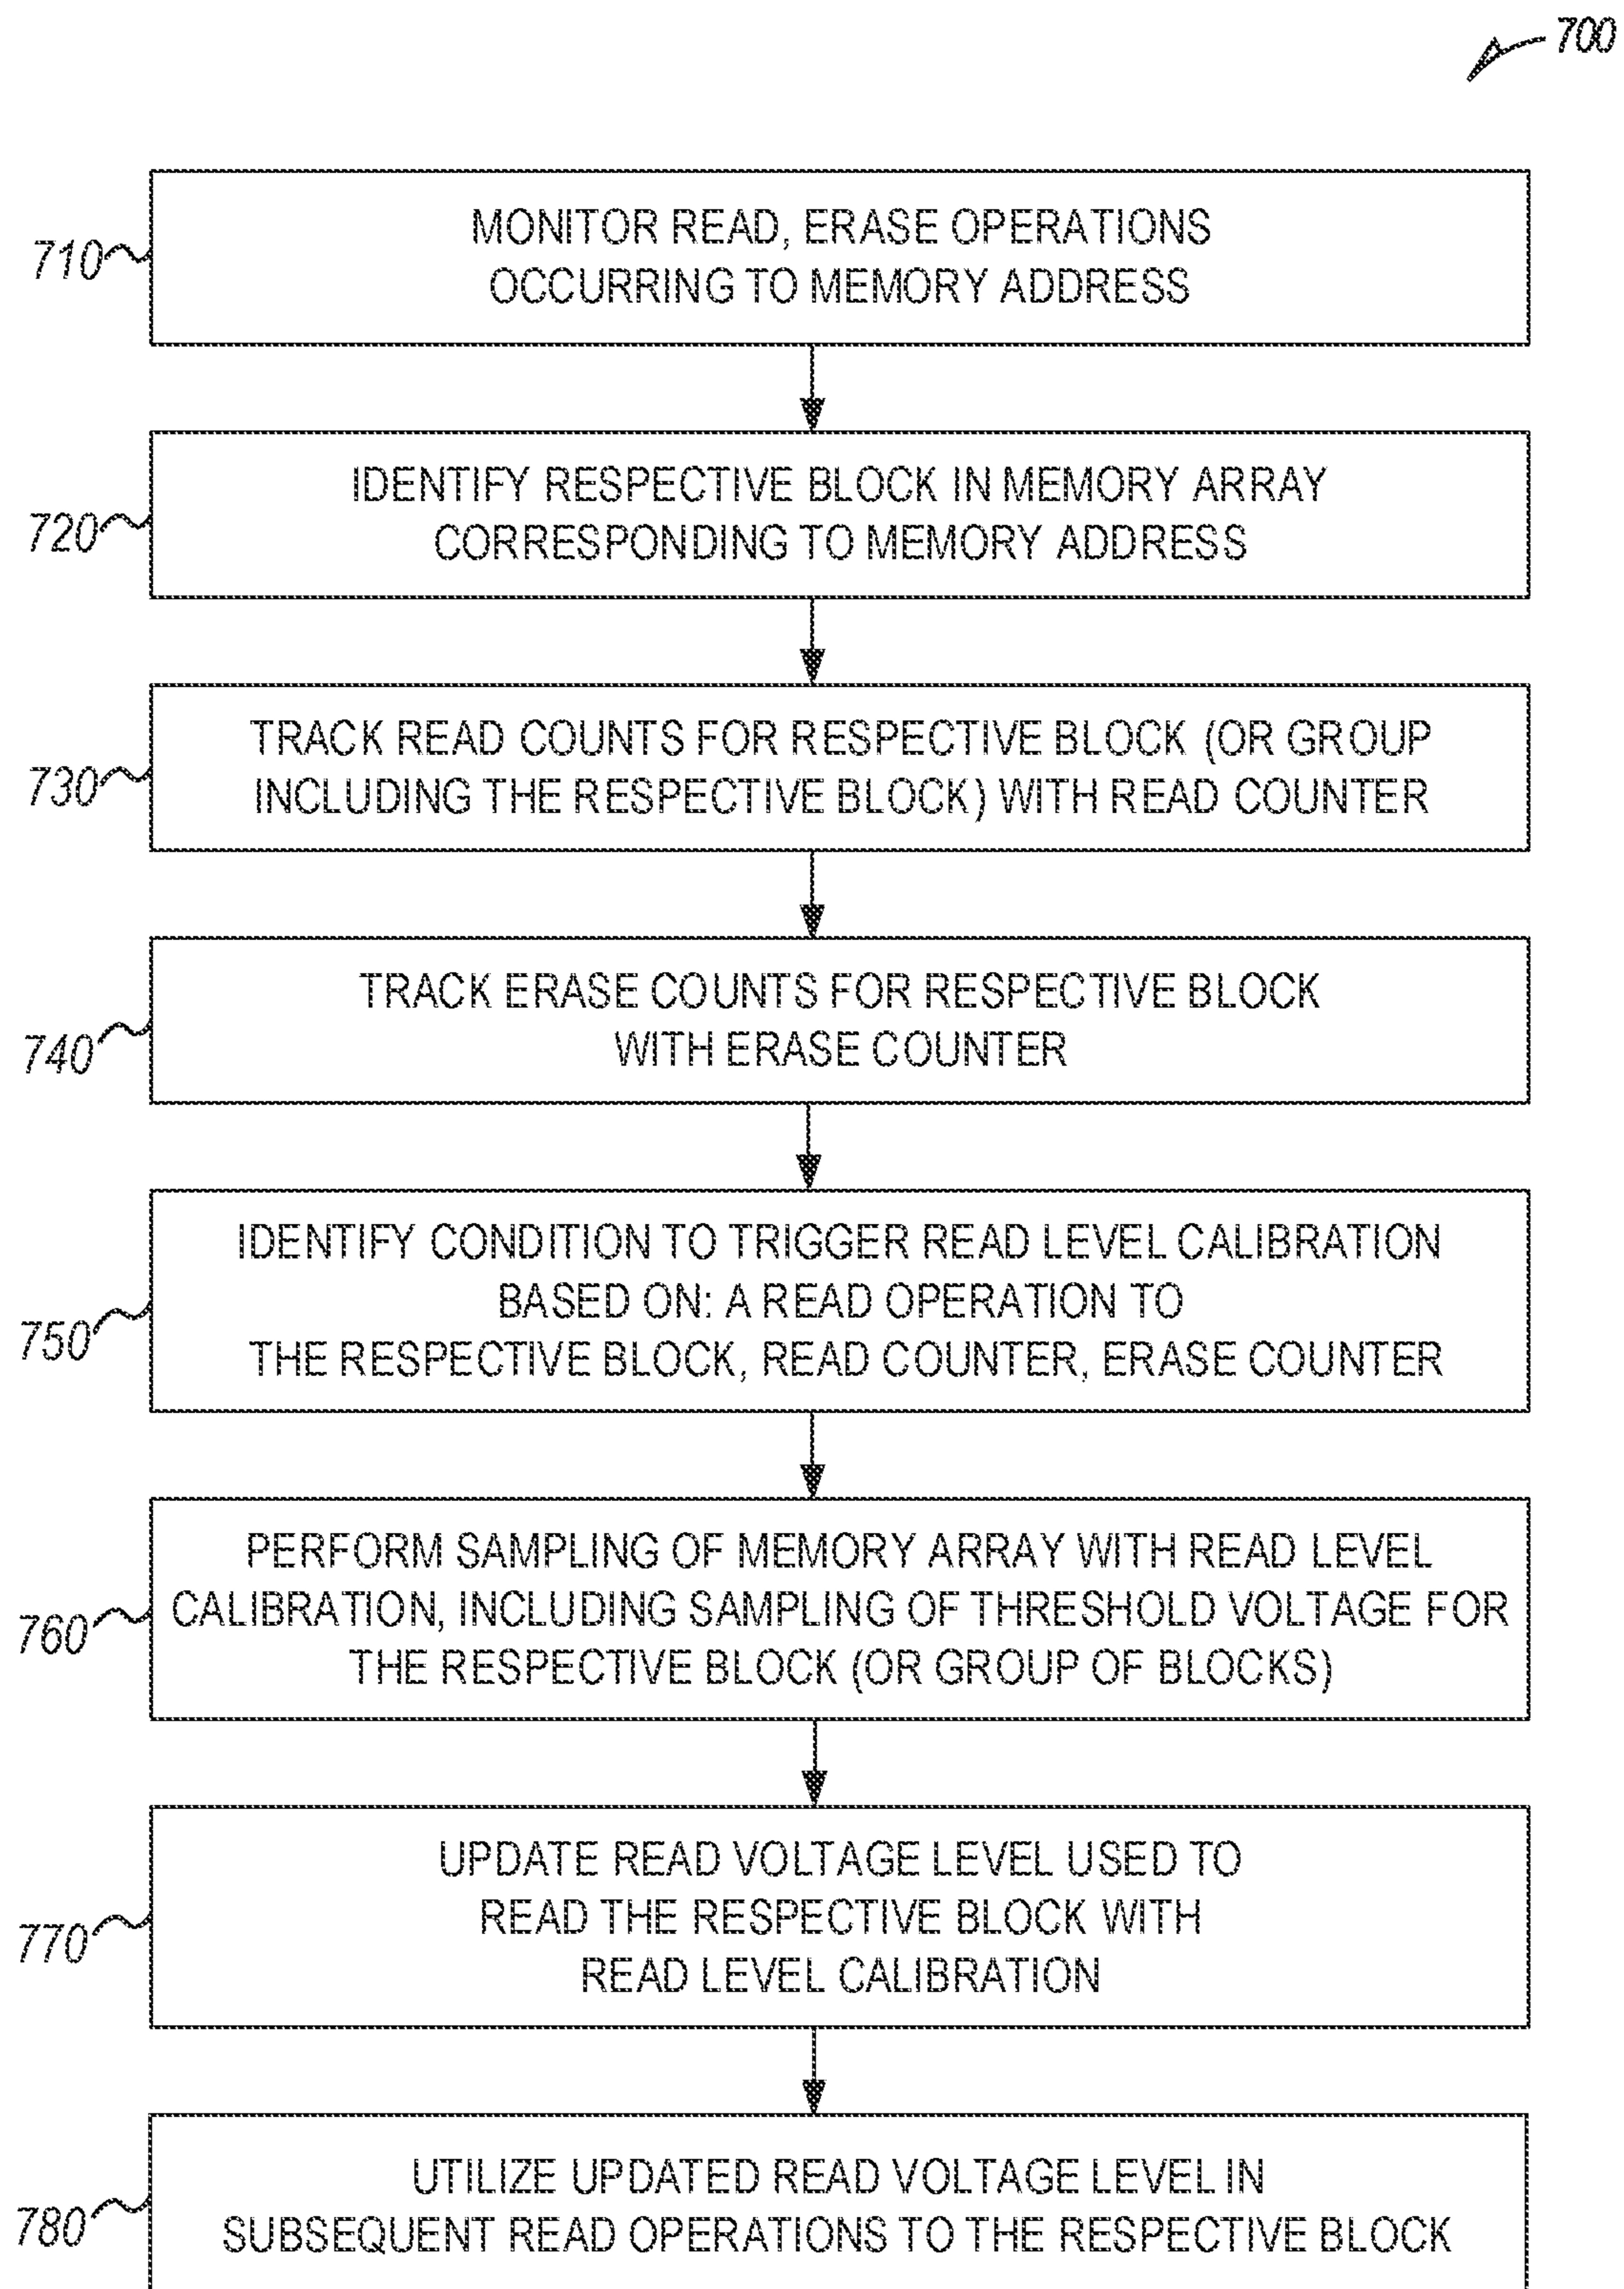 700
710
MONITOR READ, ERASE OPERATIONS
OCCURRING TO MEMORY ADDRESS
720
IDENTIFY RESPECTIVE BLOCK IN MEMORY ARRAY
CORRESPONDING TO MEMORY ADDRESS
730
TRACK READ COUNTS FOR RESPECTIVE BLOCK (OR GROUP
INCLUDING THE RESPECTIVE BLOCK) WITH READ COUNTER
740
TRACK ERASE COUNTS FOR RESPECTIVE BLOCK
WITH ERASE COUNTER
750
IDENTIFY CONDITION TO TRIGGER READ LEVEL CALIBRATION
BASED ON: A READ OPERATION TO
THE RESPECTIVE BLOCK, READ COUNTER, ERASE COUNTER
760
PERFORM SAMPLING OF MEMORY ARRAY WITH READ LEVEL
CALIBRATION, INCLUDING SAMPLING OF THRESHOLD VOLTAGE FOR
THE RESPECTIVE BLOCK (OR GROUP OF BLOCKS)
770
UPDATE READ VOLTAGE LEVEL USED TO
READ THE RESPECTIVE BLOCK WITH
READ LEVEL CALIBRATION
780
UTILIZE UPDATED READ VOLTAGE LEVEL IN
SUBSEQUENT READ OPERATIONS TO THE RESPECTIVE BLOCK